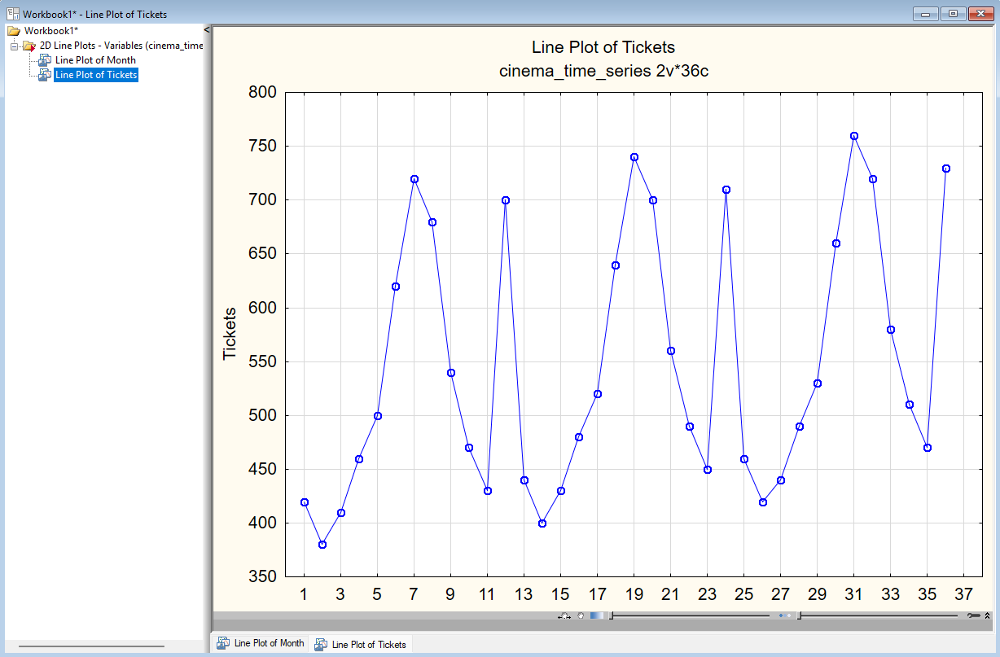 Workbook1* - Line Plot of Tickets
Workbook1*
2D Line Plots - Variables (cinema_time
Line Plot of Month
Line Plot of Tickets
<
Line Plot of Tickets
cinema_time_series 2v*36c
800
750
700
650
600
550
500
450
400
350
Tickets
1 3 5 7 9 11 13 15 17 19 21 23 25 27 29 31 33 35 37
Line Plot of Month
Line Plot of Tickets